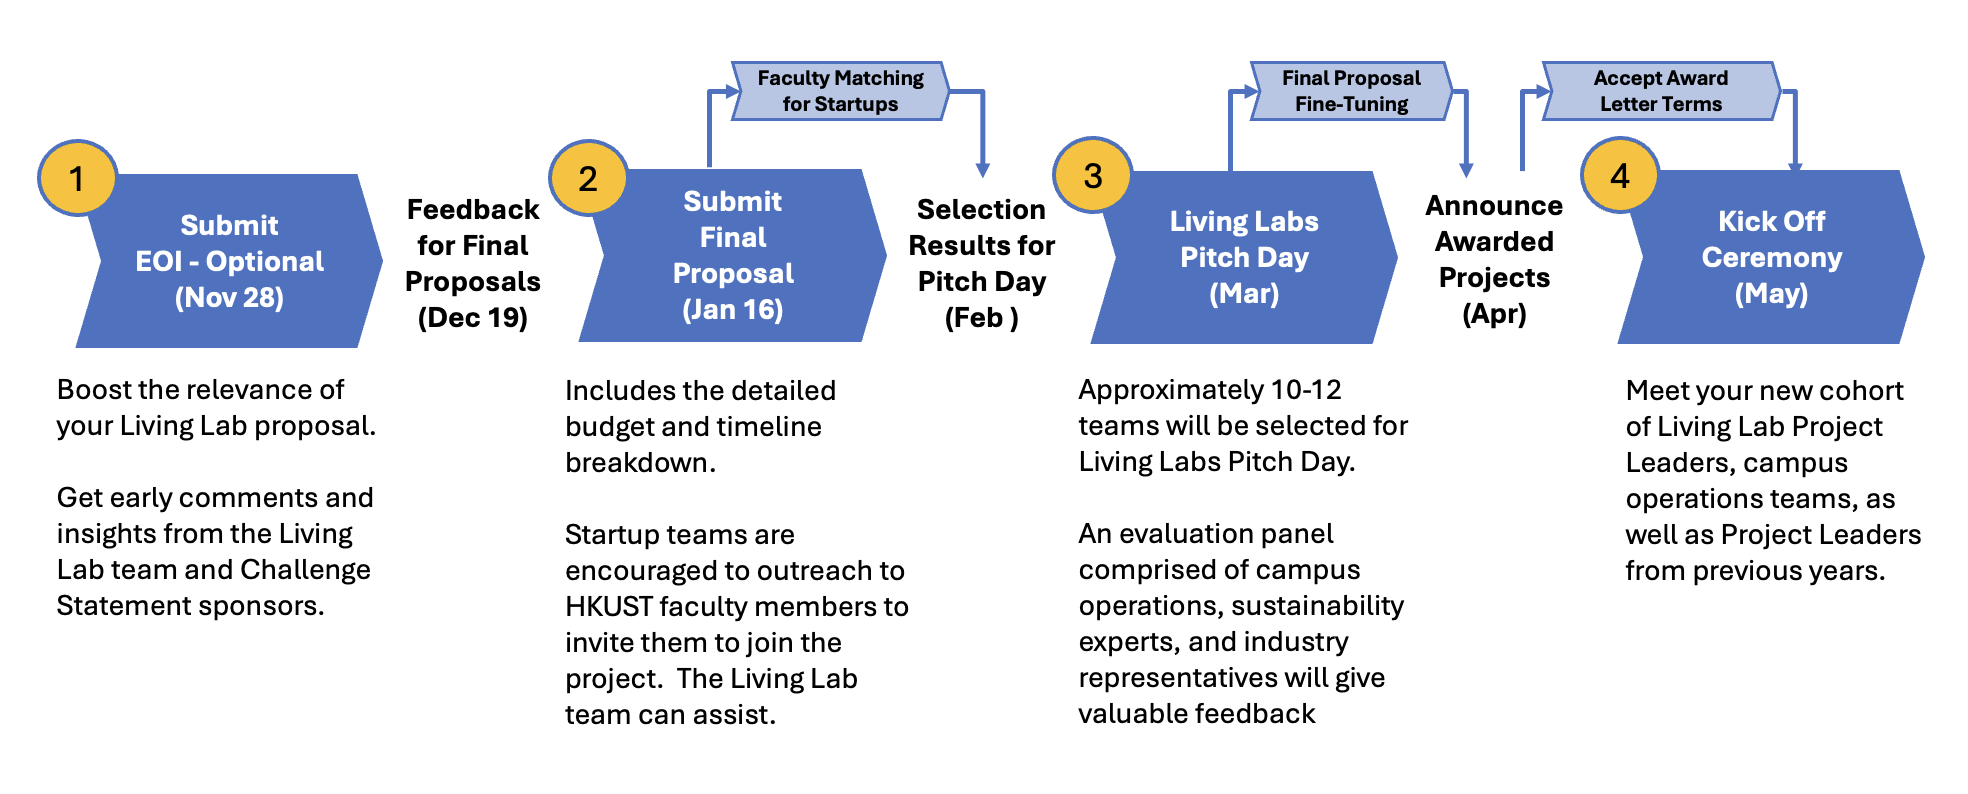 Faculty Matching
for Startups
Final Proposal
Fine-Tuning
Accept Award
Letter Terms
1
Submit
EOI - Optional
(Nov 28)
Feedback
for Final
Proposals
(Dec 19)
2
Submit
Final
Proposal
(Jan 16)
Selection
Results for
Pitch Day
(Feb )
3
Living Labs
Pitch Day
(Mar)
Announce
Awarded
Projects
(Apr)
4
Kick Off
Ceremony
(May)
Boost the relevance of
your Living Lab proposal.
Get early comments and
insights from the Living
Lab team and Challenge
Statement sponsors.
Includes the detailed
budget and timeline
breakdown.
Startup teams are
encouraged to outreach to
HKUST faculty members to
invite them to join the
project.  The Living Lab
team can assist.
Approximately 10-12
teams will be selected for
Living Labs Pitch Day.
An evaluation panel
comprised of campus
operations, sustainability
experts, and industry
representatives will give
valuable feedback
Meet your new cohort
of Living Lab Project
Leaders, campus
operations teams, as
well as Project Leaders
from previous years.